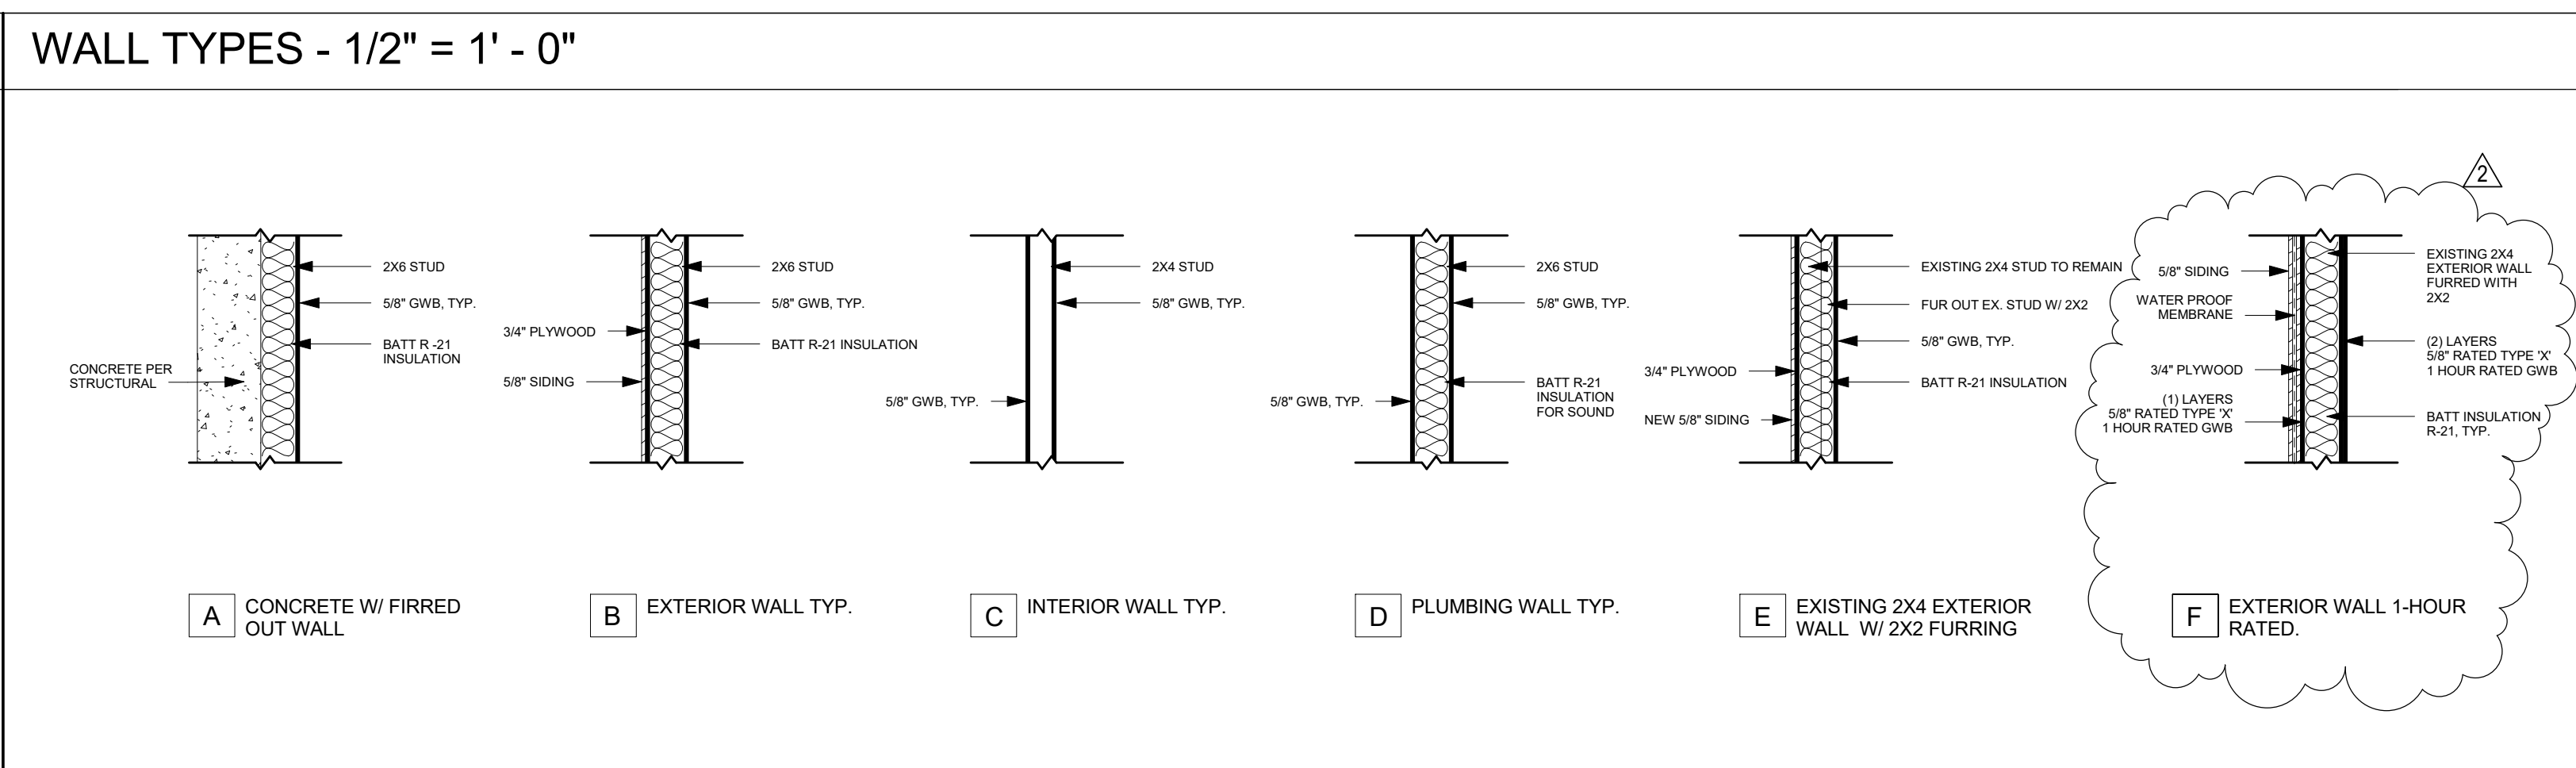 WALL TYPES - 1/2" = 1' - 0"
2X6 STUD
5/8" GWB, TYP.
BATT R -21
INSULATION
CONCRETE PER
STRUCTURAL
A
CONCRETE W/ FIRRED
OUT WALL
2X6 STUD
5/8" GWB, TYP.
3/4" PLYWOOD
BATT R-21 INSULATION
5/8" SIDING
B
EXTERIOR WALL TYP.
2X4 STUD
5/8" GWB, TYP.
5/8" GWB, TYP.
C
INTERIOR WALL TYP.
2X6 STUD
5/8" GWB, TYP.
BATT R-21
INSULATION
FOR SOUND
5/8" GWB, TYP.
D
PLUMBING WALL TYP.
EXISTING 2X4 STUD TO REMAIN
FUR OUT EX. STUD W/ 2X2
5/8" GWB, TYP.
3/4" PLYWOOD
BATT R-21 INSULATION
NEW 5/8" SIDING
E
EXISTING 2X4 EXTERIOR
WALL W/ 2X2 FURRING
2
5/8" SIDING
WATER PROOF
MEMBRANE
3/4" PLYWOOD
(1) LAYERS
5/8" RATED TYPE 'X'
1 HOUR RATED GWB
EXISTING 2X4
EXTERIOR WALL
FURRED WITH
2X2
(2) LAYERS
5/8" RATED TYPE 'X'
1 HOUR RATED GWB
BATT INSULATION
R-21, TYP.
F
EXTERIOR WALL 1-HOUR
RATED.